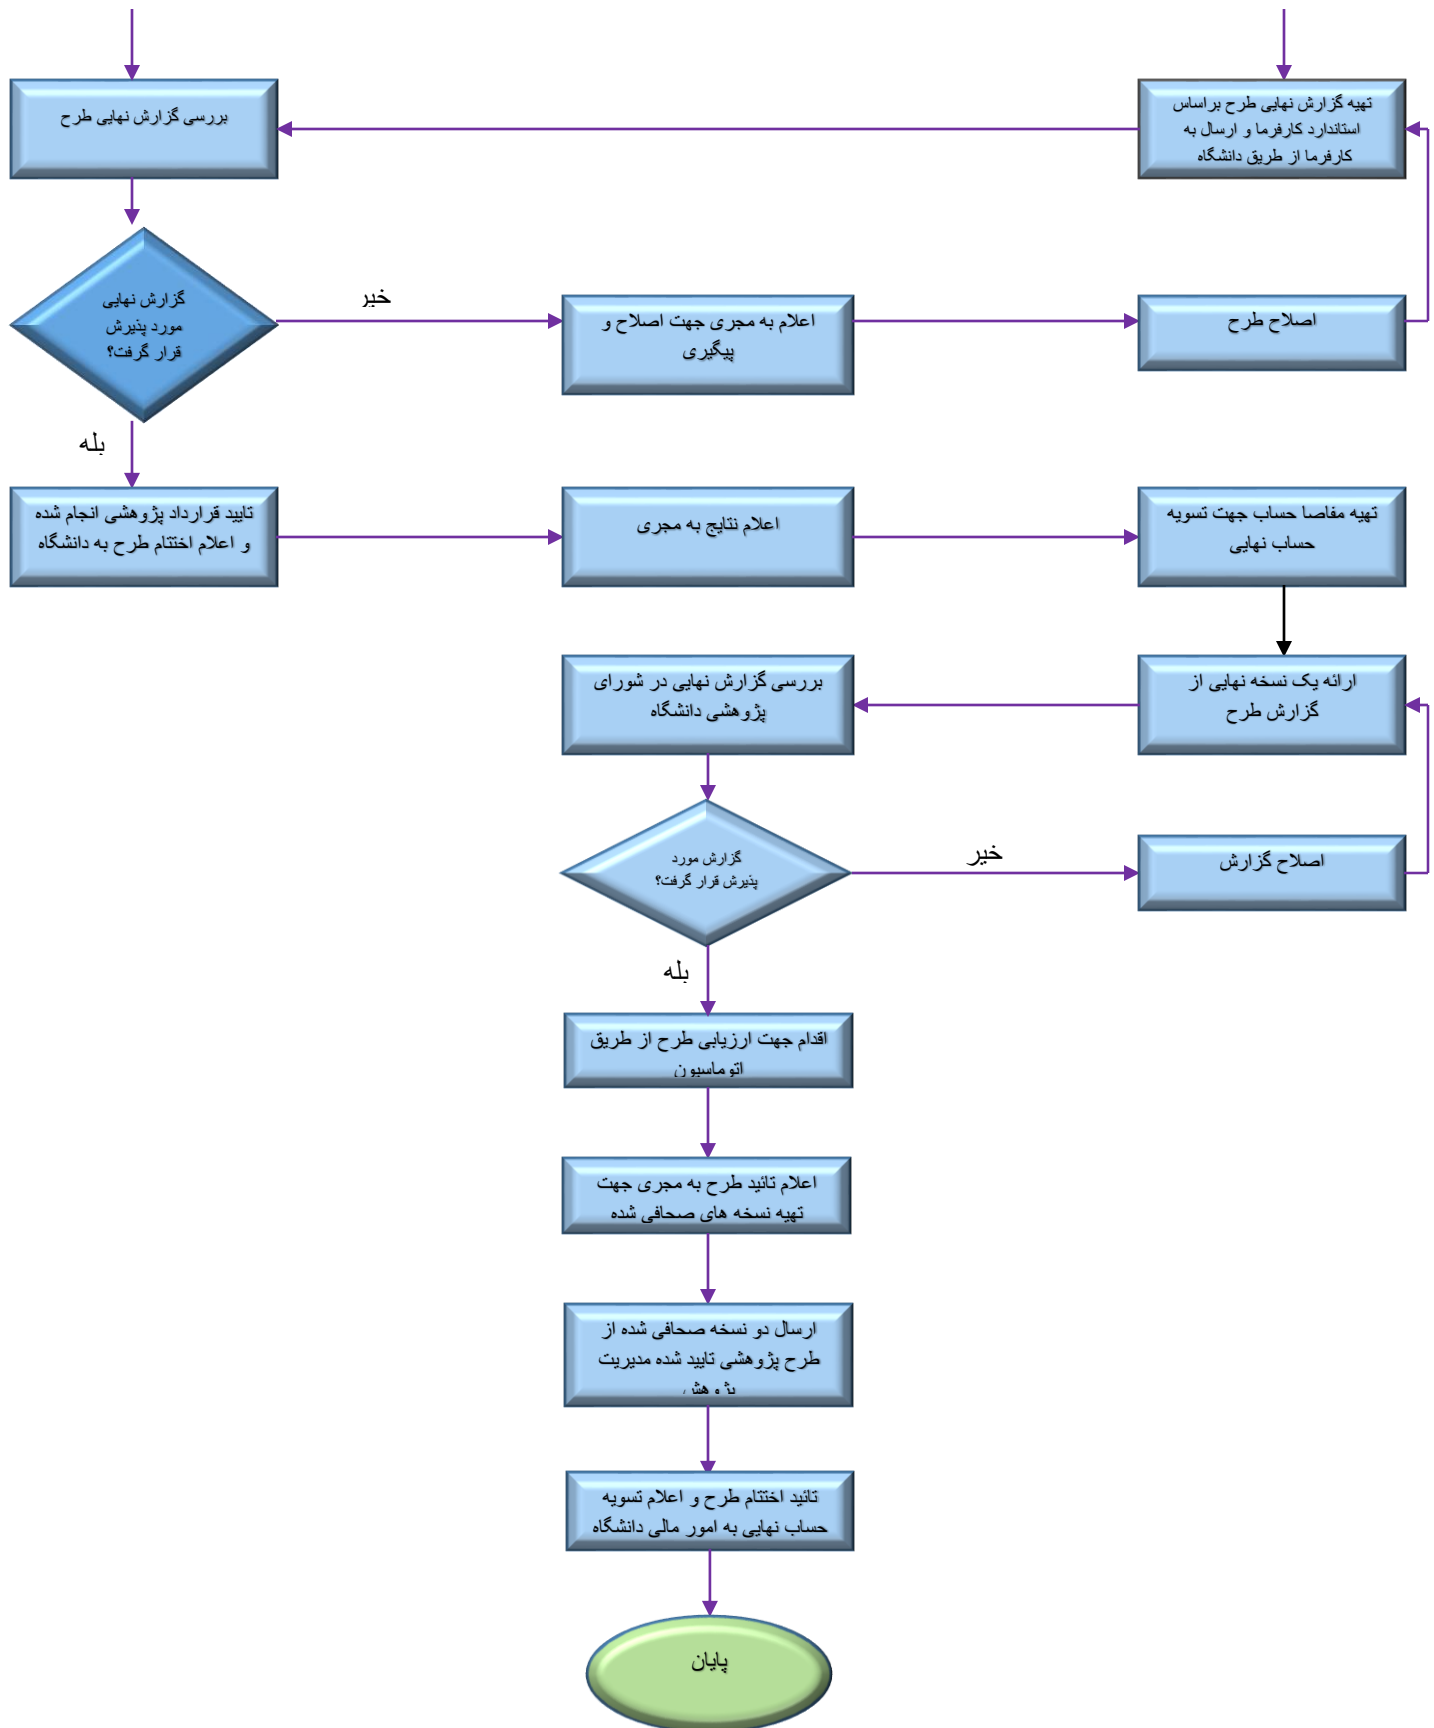 تهیه گزارش نهایی طرح براساس
استاندارد کارفرما و ارسال به
کارفرما از طریق دانشگاه
بررسی گزارش نهایی طرح
گزارش نهایی
مورد پذیرش
قرار گرفت؟
خیر
اعلام به مجری جهت اصلاح و
پیگیری
اصلاح طرح
بله
تایید قرارداد پژوهشی انجام شده
و اعلام اختتام طرح به دانشگاه
اعلام نتایج به مجری
تهیه مفاصا حساب جهت تسویه
حساب نهایی
ارائه یک نسخه نهایی از
گزارش طرح
بررسی گزارش نهایی در شورای
پژوهشی دانشگاه
گزارش مورد
پذیرش قرار گرفت؟
خیر
اصلاح گزارش
بله
اقدام جهت ارزیابی طرح از طریق
اتوماسیون
اعلام تائید طرح به مجری جهت
تهیه نسخه های صحافی شده
ارسال دو نسخه صحافی شده از
طرح پژوهشی تایید شده مدیریت
پژوهش
تائید اختتام طرح و اعلام تسویه
حساب نهایی به امور مالی دانشگاه
پایان